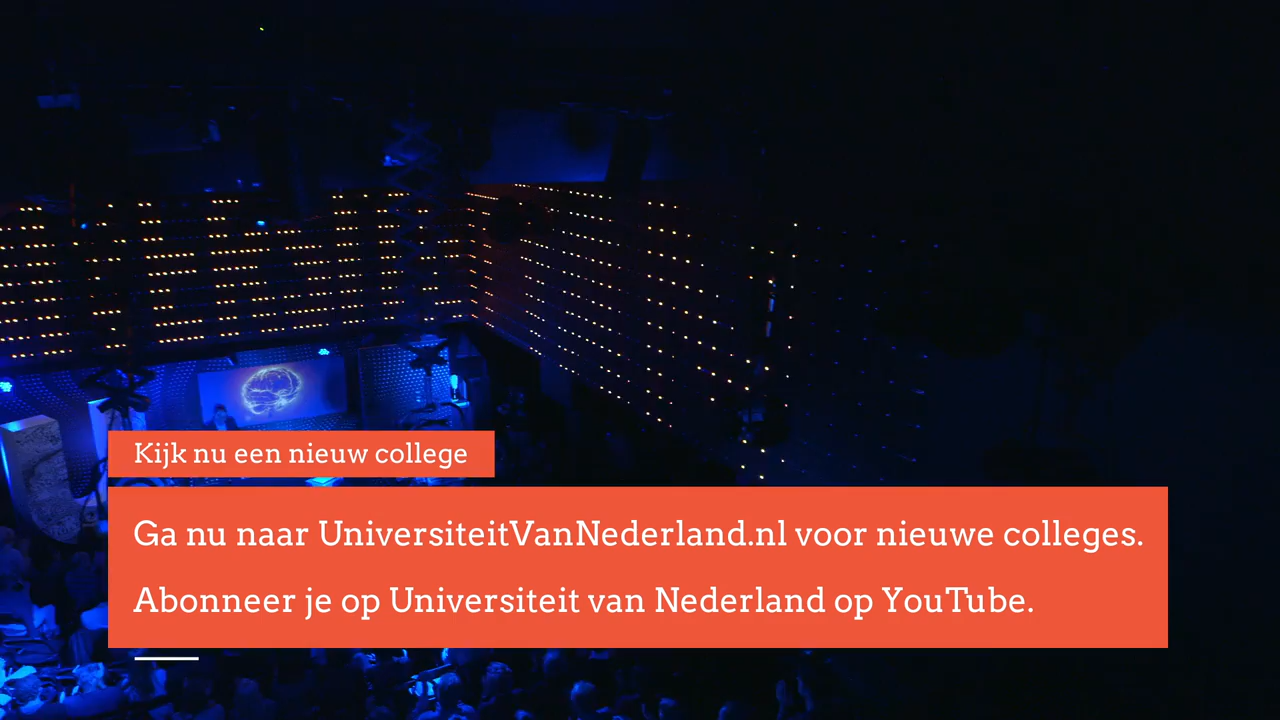 Kijk nu een nieuw college
Ga nu naar UniversiteitVanNederland.nl voor nieuwe colleges.
Abonneer je op Universiteit van Nederland op YouTube.